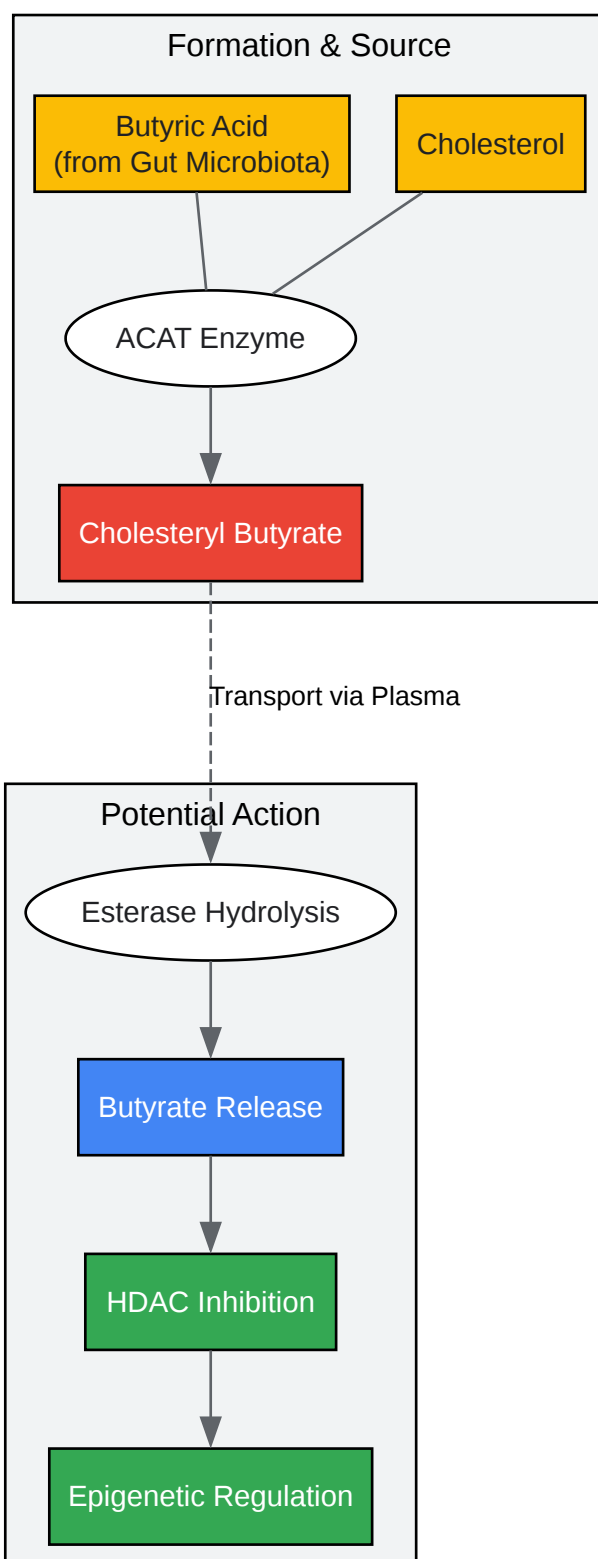 Formation & Source
Butyric Acid
(from Gut Microbiota)
Cholesterol
ACAT Enzyme
Cholesteryl Butyrate
Transport via Plasma
Potential Action
Esterase Hydrolysis
Butyrate Release
HDAC Inhibition
Epigenetic Regulation